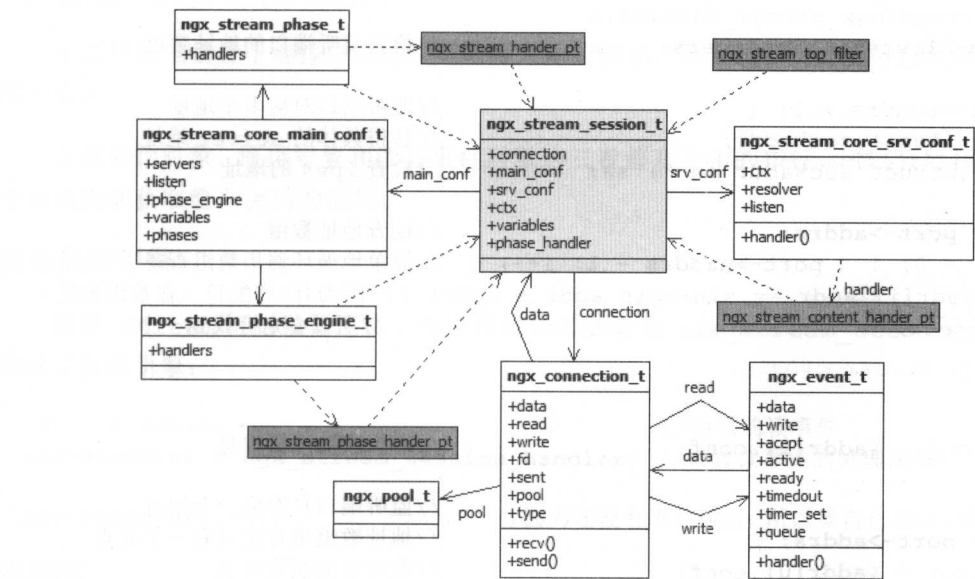 ngx_stream_phase_t
+handlers
ngx_stream_hander_pt
ngx_stream_top_filter
ngx_stream_core_main_conf_t
+servers
+listen
+phase_engine
+variables
+phases
main_conf
ngx_stream_session_t
+connection
+main_conf
+srv_conf
+ctx
+variables
+phase_handler
srv_conf
ngx_stream_core_srv_conf_t
+ctx
+resolver
+listen
+handler()
handler
ngx_stream_content_hander_pt
ngx_stream_phase_engine_t
+handlers
data
connection
ngx_stream_phase_hander_pt
ngx_pool_t
pool
ngx_connection_t
+data
+read
+write
+fd
+sent
+pool
+type
+recv()
+send()
read
data
write
ngx_event_t
+data
+write
+acept
+active
+ready
+timedout
+timer_set
+queue
+handler()